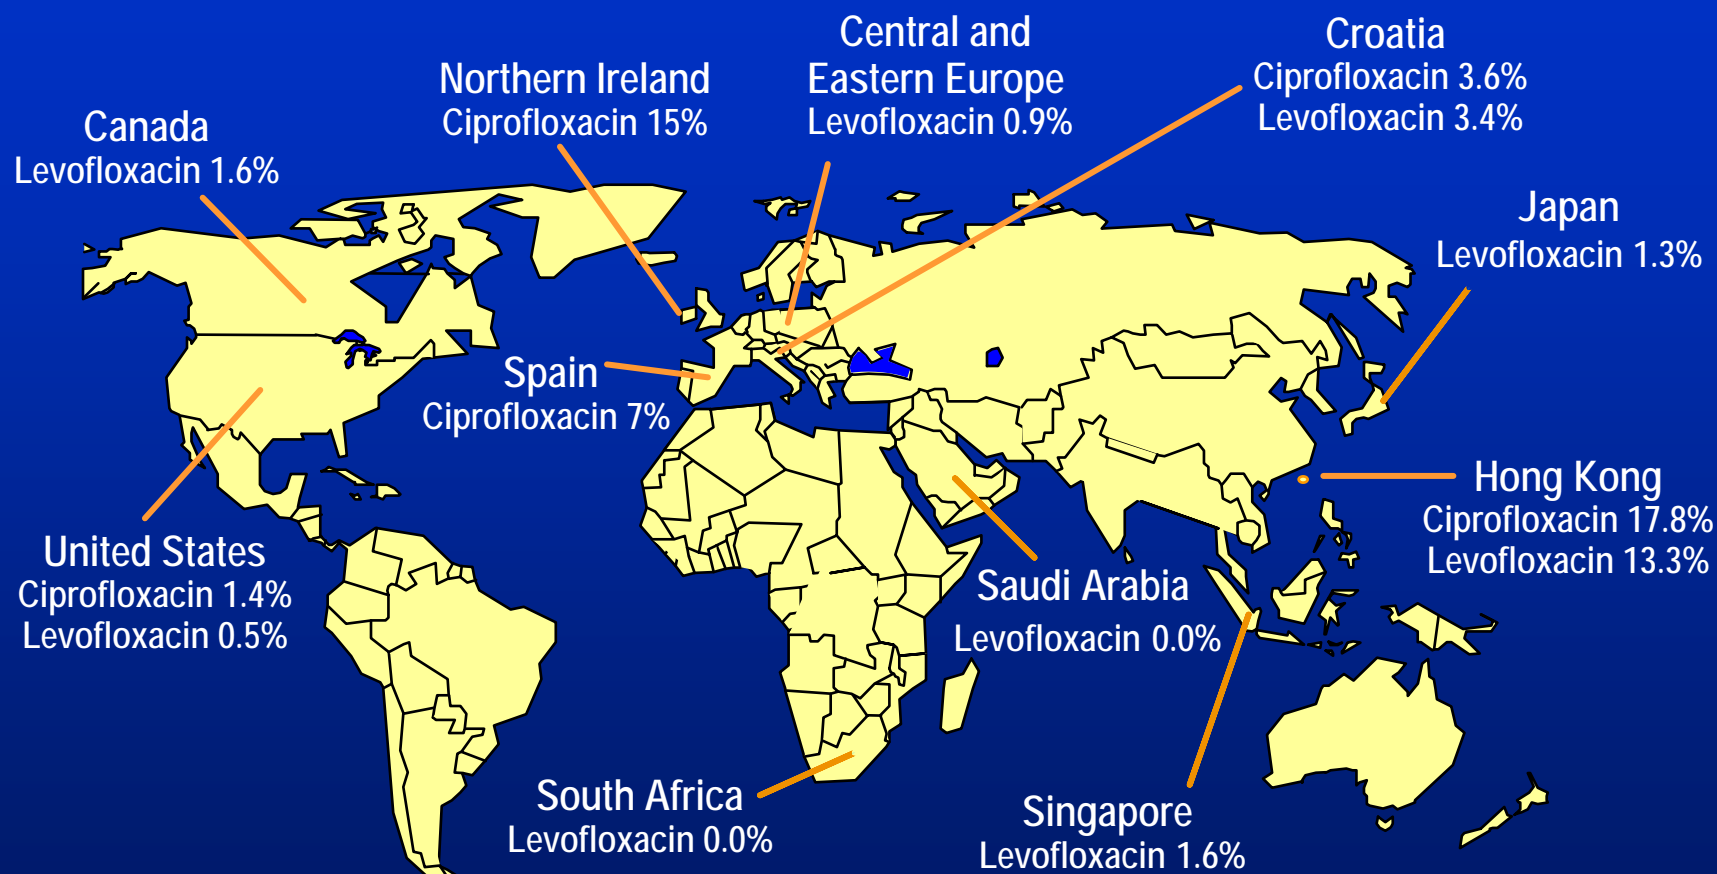 Central and
Eastern Europe
Levofloxacin 0.9%
Croatia
Ciprofloxacin 3.6%
Levofloxacin 3.4%
Northern Ireland
Ciprofloxacin 15%
Canada
Levofloxacin 1.6%
Japan
Levofloxacin 1.3%
Spain
Ciprofloxacin 7%
Hong Kong
Ciprofloxacin 17.8%
Levofloxacin 13.3%
United States
Ciprofloxacin 1.4%
Levofloxacin 0.5%
Saudi Arabia
Levofloxacin 0.0%
South Africa
Levofloxacin 0.0%
Singapore
Levofloxacin 1.6%